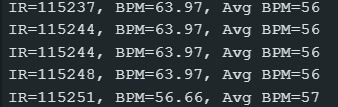 IR=115237, BPM=63.97, Avg BPM=56
IR=115244, BPM=63.97, Avg BPM=56
IR=115244, BPM=63.97, Avg BPM=56
IR=115248, BPM=63.97, Avg BPM=56
IR=115251, BPM=56.66, Avg BPM=57